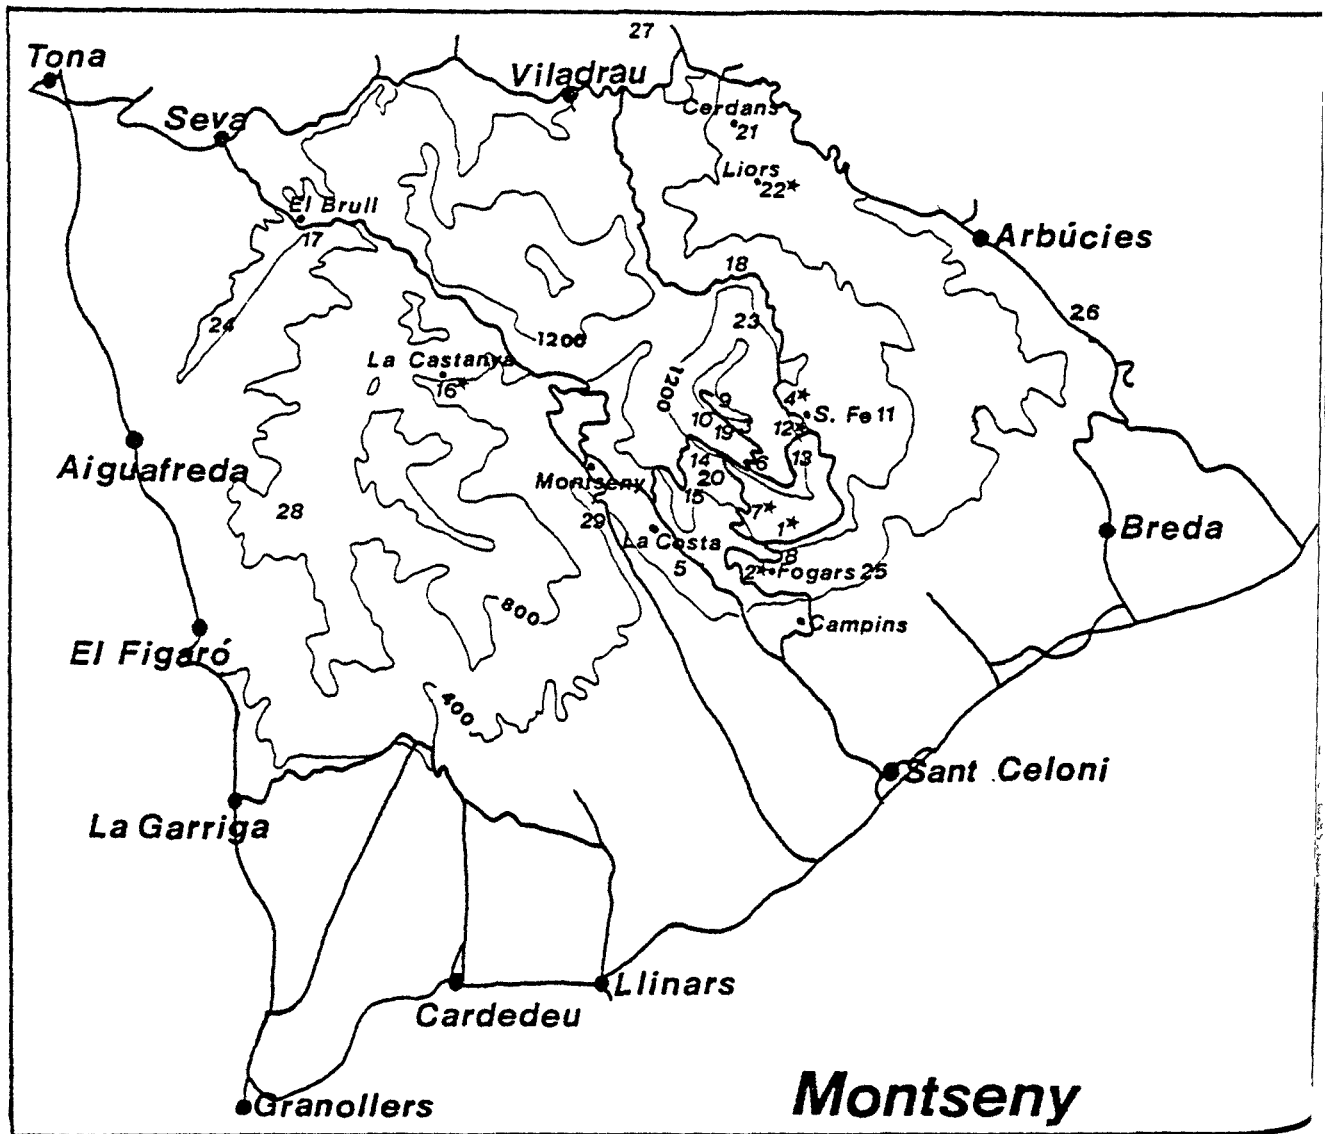 27
Tona
Viladrau
Cerdans
21
Seva
Liors
22*
El Brull
17
Arbúcies
18
26
23
24
1200
La Castanya
16*
1200
9
4*
S. Fe 11
10
19
12*
Aiguafreda
14
6
13
Montseny
20
15
28
7*
29
1*
La Costa
Breda
8
5
2*
Fogars 25
800
Campins
El Figaró
400
Sant Celoni
La Garriga
Llinars
Cardedeu
Montseny
Granollers